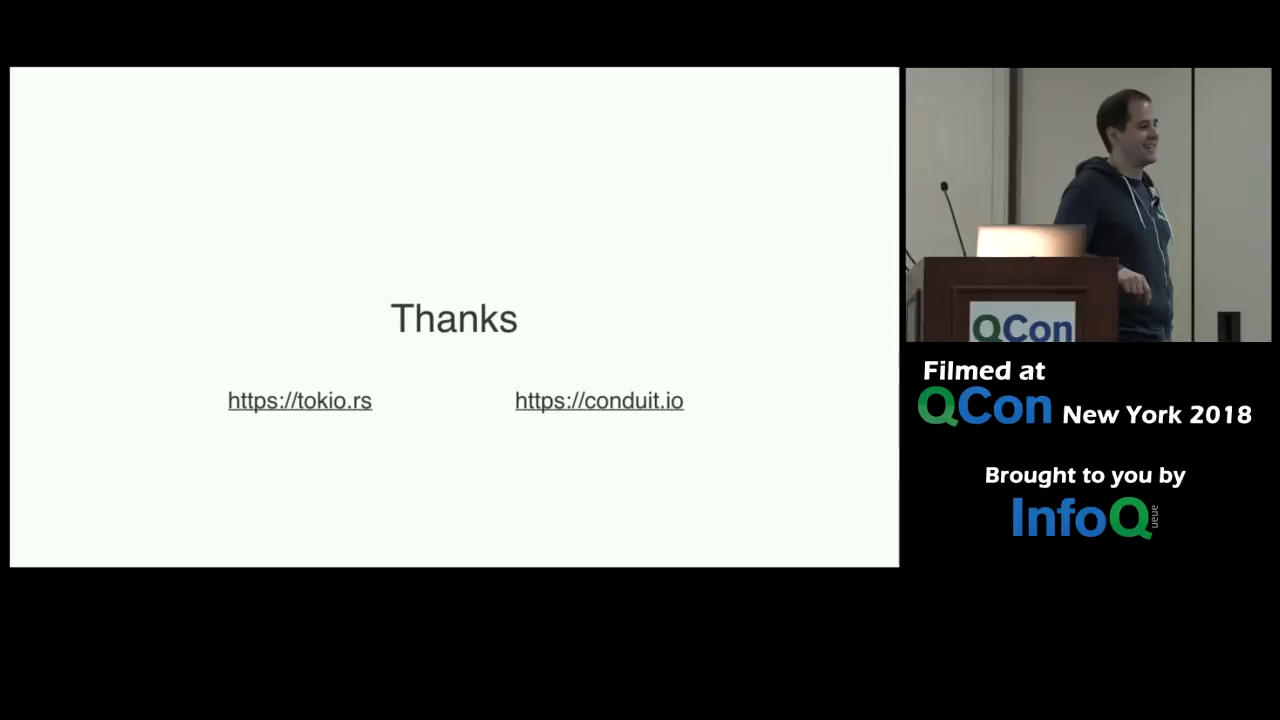 Thanks
https://tokio.rs https://conduit.io
QCon
Filmed at
QCon New York 2018
Brought to you by
InfoQ
ueue